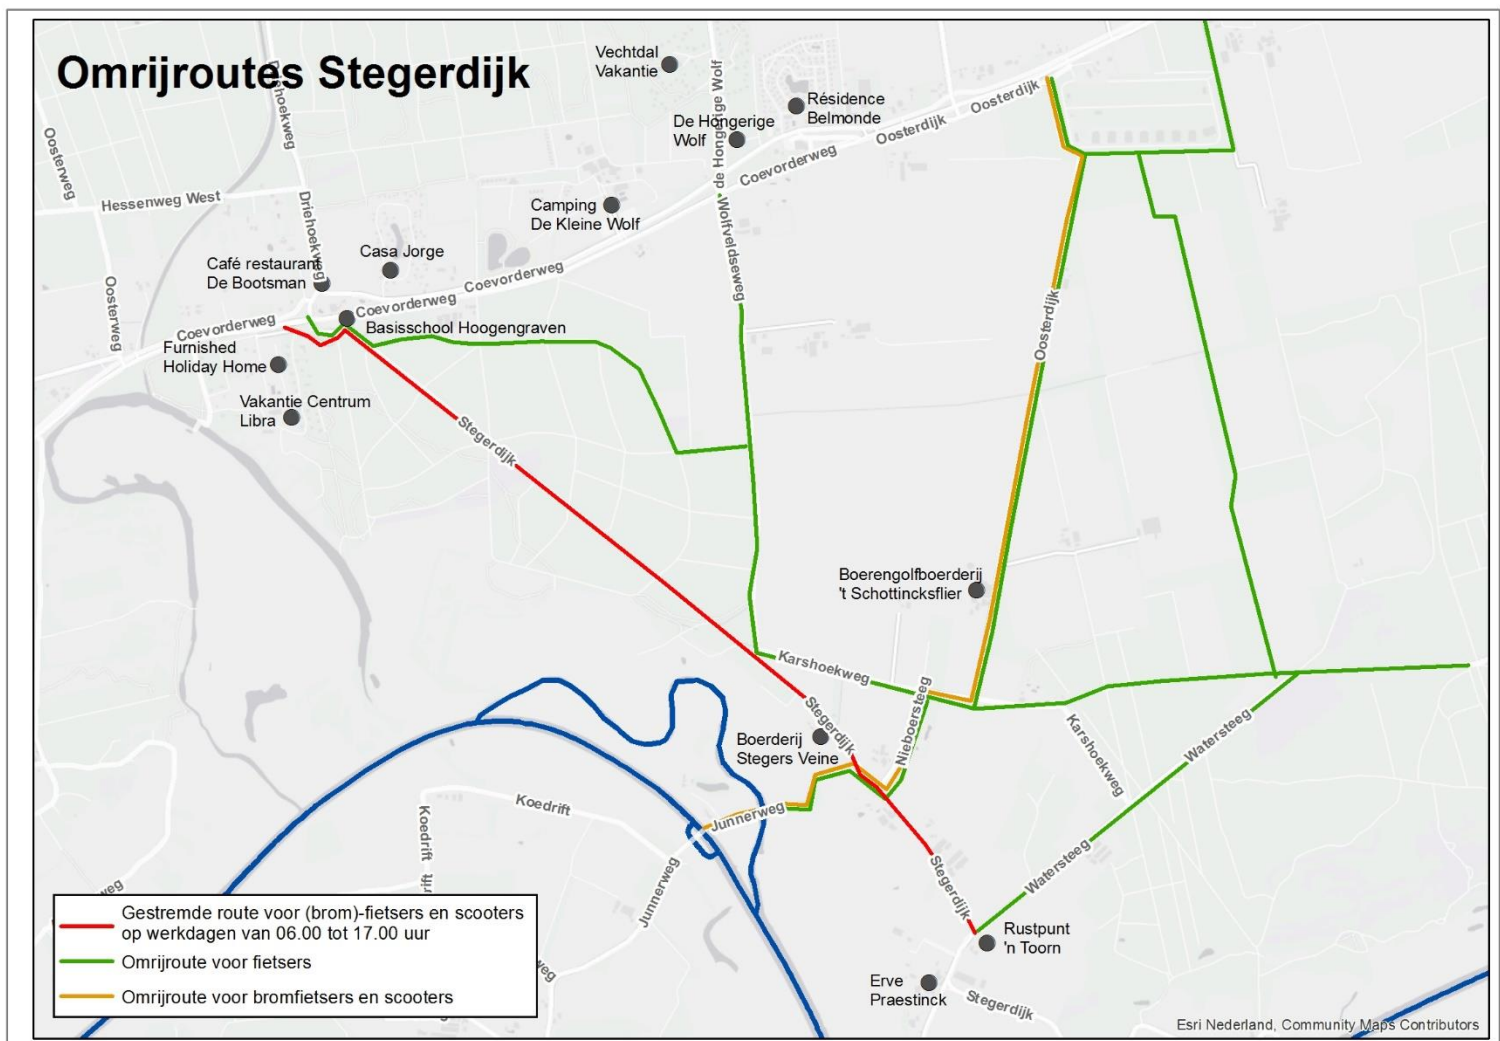 Omrijroutes Stegerdijk
Vechtdal
Vakantie
Résidence
Belmonde
De Hongerige
Wolf
de Hongerige Wolf
Oosterdijk
Oosterdijk
Coevorderweg
Driehoekweg
Oosterweg
Hessenweg West
Driehoekweg
Camping
De Kleine Wolf
Wolfveldseweg
Casa Jorge
Café restaurant
De Bootsman
Coevorderweg
Coevorderweg
Coevorderweg
Oosterweg
Basisschool Hoogengraven
Furnished
Holiday Home
Vakantie Centrum
Libra
Stegerdijk
Oosterdijk
Boerengolfboerderij
't Schottincksflier
Karshoekweg
Stegerdijk
Nieboersteeg
Boerderij
Stegers Veine
Karshoekweg
Watersteeg
Koedrift
Koedrift
Junnerweg
Junnerweg
Watersteeg
Stegerdijk
Rustpunt
'n Toorn
Erve
Praestinck
Stegerdijk
Gestremde route voor (brom)-fietsers en scooters
op werkdagen van 06.00 tot 17.00 uur
Omrijroute voor fietsers
Omrijroute voor bromfietsers en scooters
Esri Nederland, Community Maps Contributors